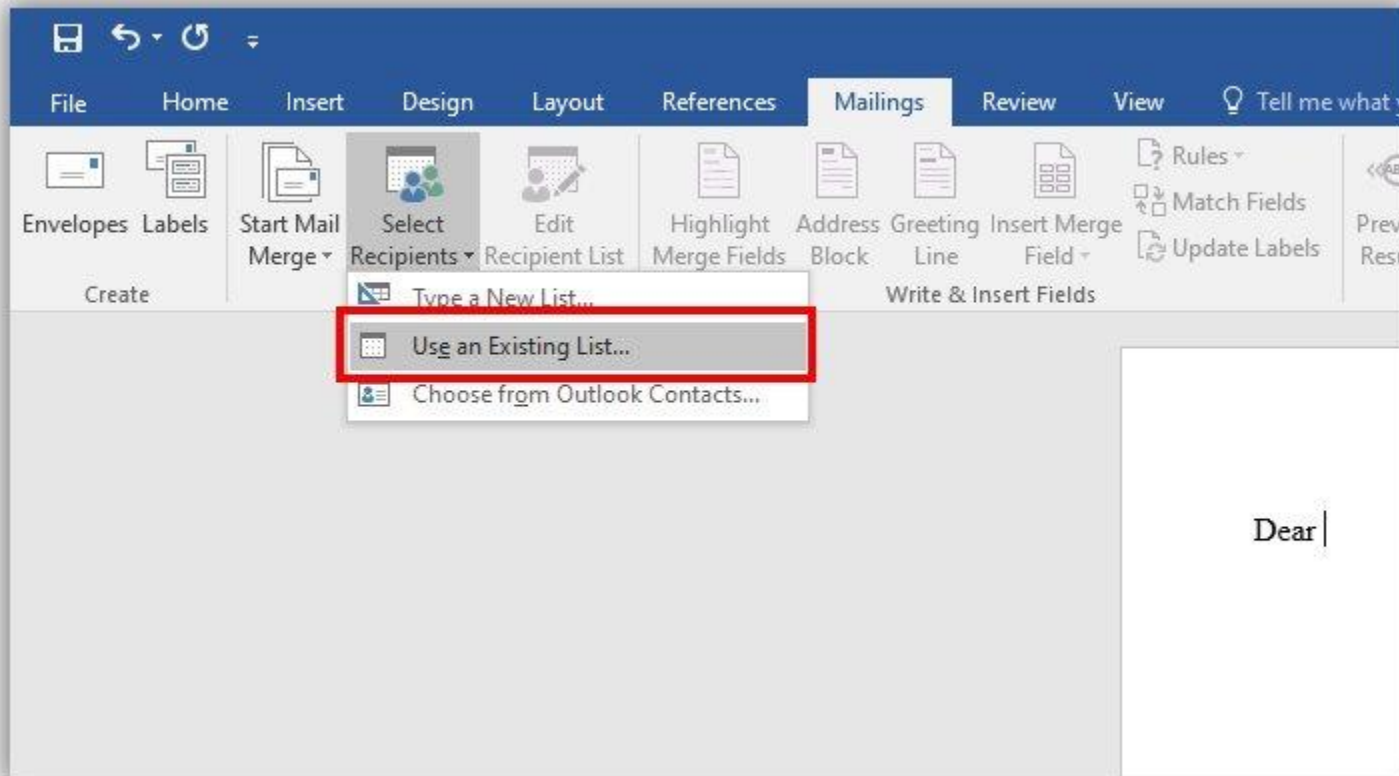 File Home Insert Design Layout References Mailings Review View Tell me what
Envelopes Labels Start Mail Merge Select Recipients Edit Recipient List Highlight Merge Fields Address Block Greeting Line Insert Merge Field
Rules
Match Fields
Update Labels
Create Write & Insert Fields
Type a New List...
Use an Existing List...
Choose from Outlook Contacts...
Dear